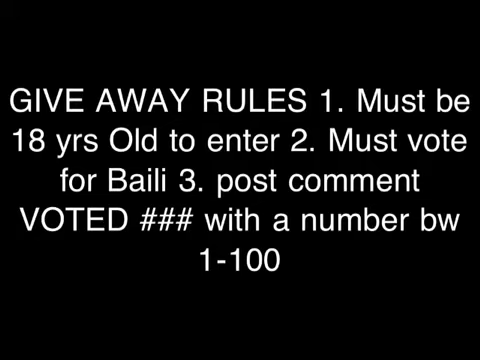 GIVE AWAY RULES 1. Must be
18 yrs Old to enter 2. Must vote
for Baili 3. post comment
VOTED ### with a number bw
1-100